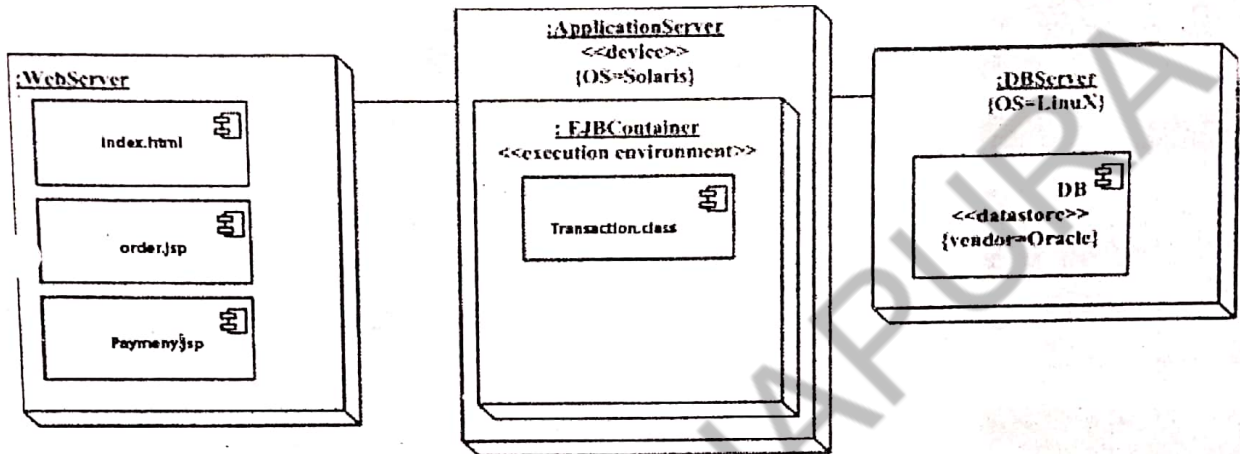 :WebServer
index.html
order.jsp
Paymeny.jsp
:ApplicationServer
<<device>>
{OS=Solaris}
: EJBContainer
<<execution environment>>
Transaction.class
:DBServer
{OS=LinuX}
DB
<<datastore>>
{vendor=Oracle}
APURA